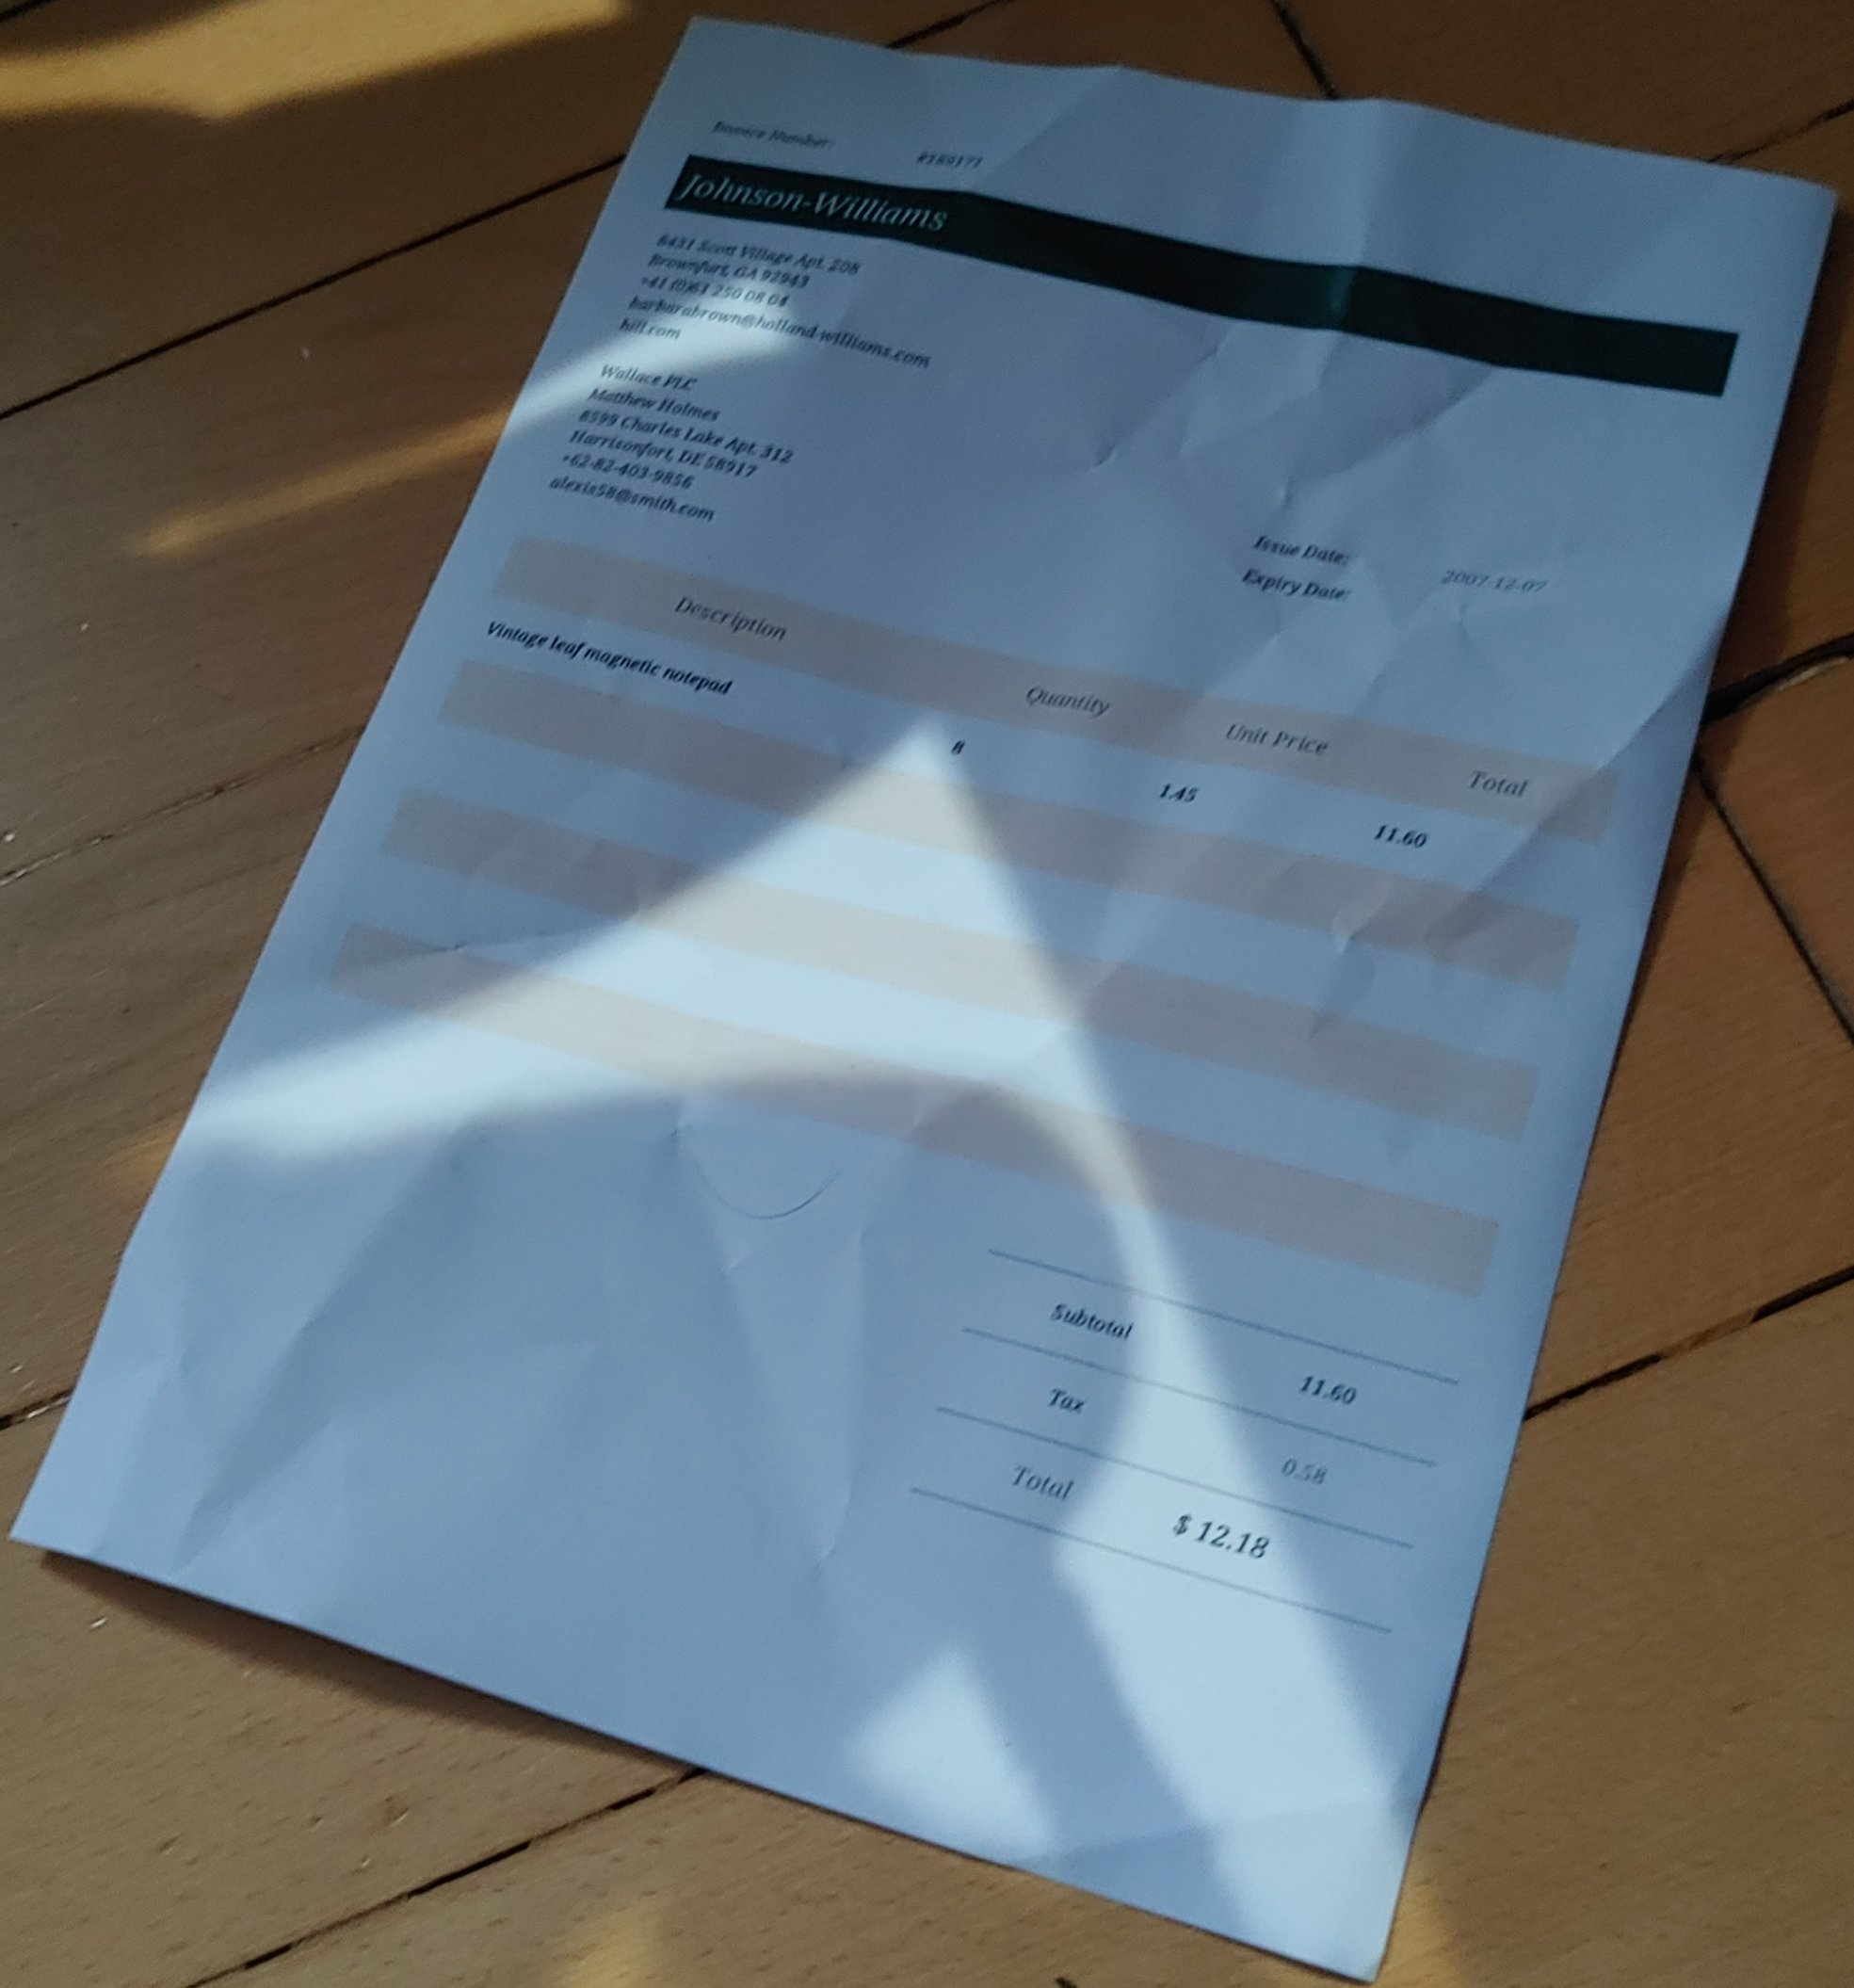 Invoice Number: #169171
Johnson-Williams
6431 Scott Village Apt. 208
Brownfurt, GA 92943
+41 (0)61 250 08 04
barbarabrown@holland-williams.com
hill.com
Wallace PLC
Matthew Holmes
8599 Charles Lake Apt. 312
Harrisonfort, DE 58917
+62-82-403-9856
alexis58@smith.com
Issue Date: 2007-12-07
Expiry Date:
Description Quantity Unit Price Total
Vintage leaf magnetic notepad 8 1.45 11.60
Subtotal 11.60
Tax 0.58
Total $ 12.18